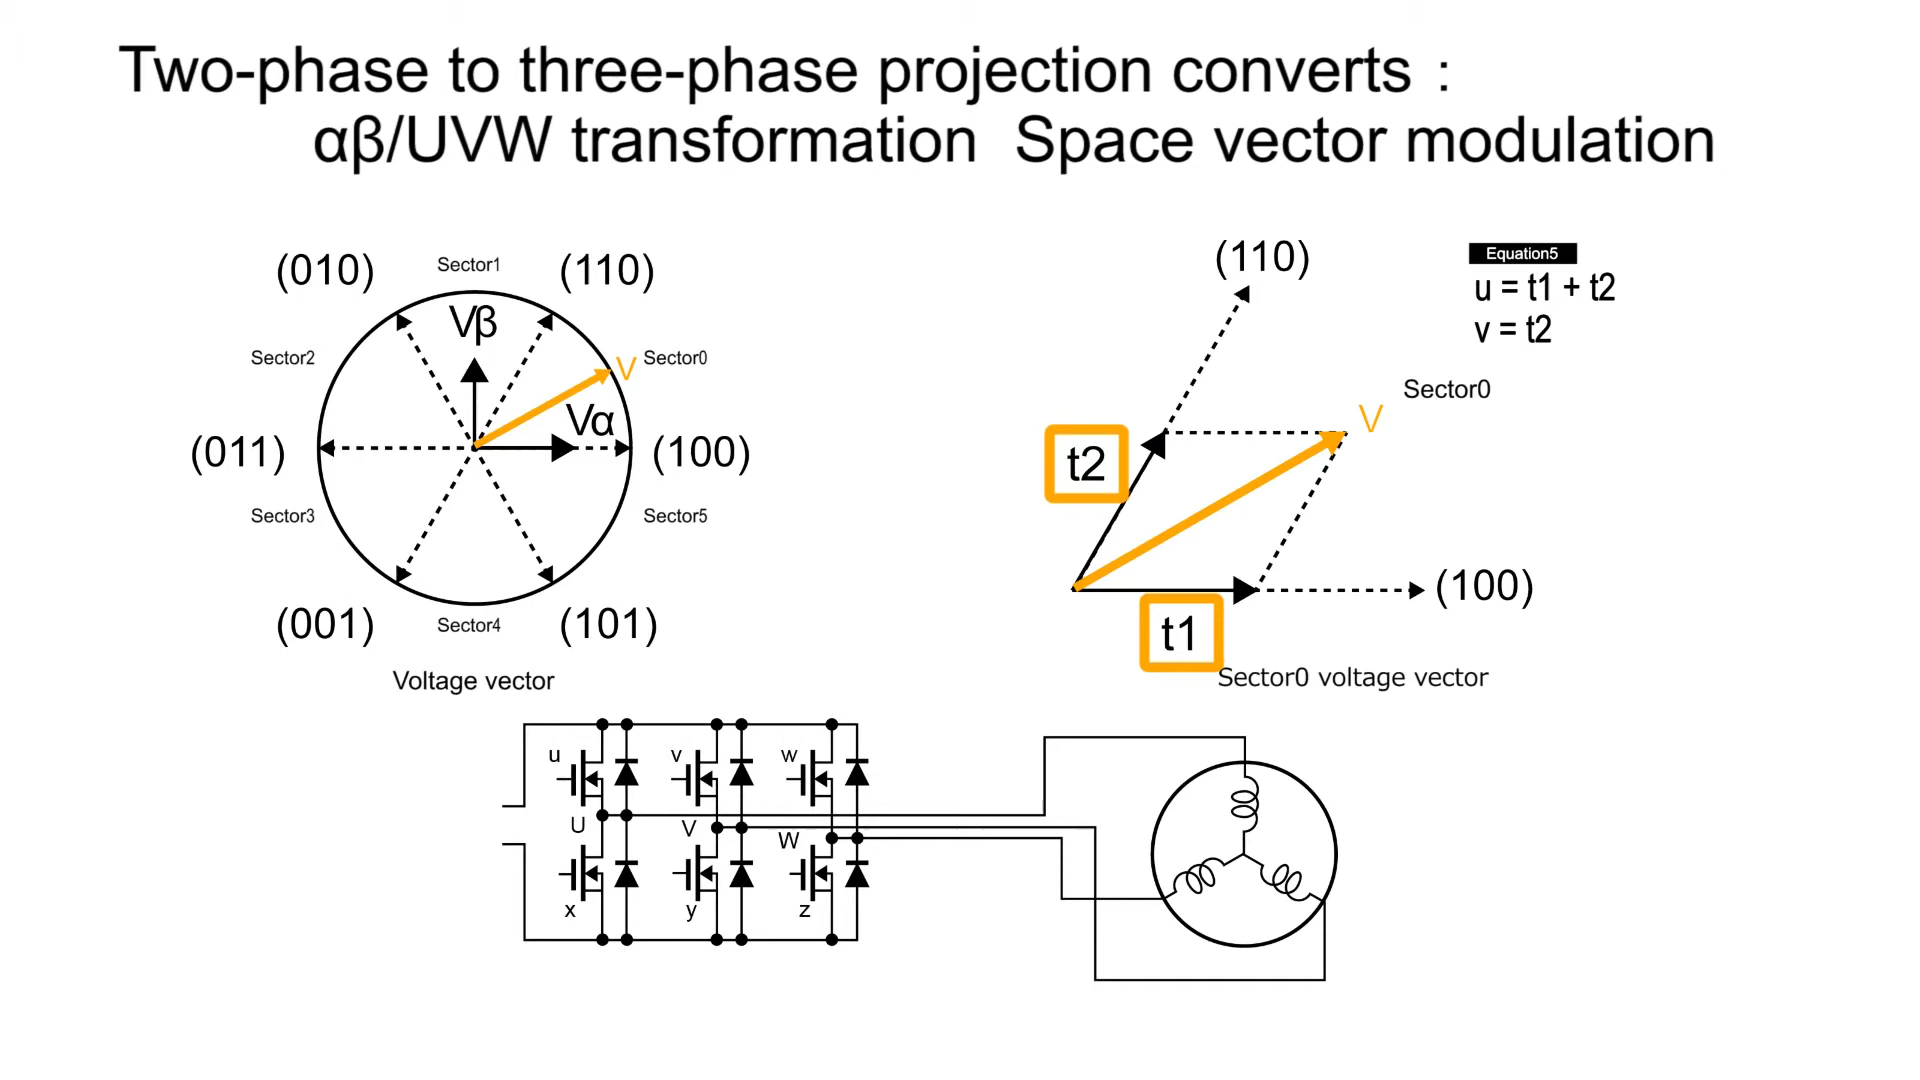 Two-phase to three-phase projection converts：
αβ/UVW transformation Space vector modulation
(010)
Sector1
(110)
Vβ
Sector2
V
Sector0
Vα
(011)
(100)
Sector3
Sector5
(001)
Sector4
(101)
Voltage vector
(110)
Equation5
u = t1 + t2
v = t2
Sector0
V
t2
(100)
t1
Sector0 voltage vector
u
v
w
U
V
W
x
y
z